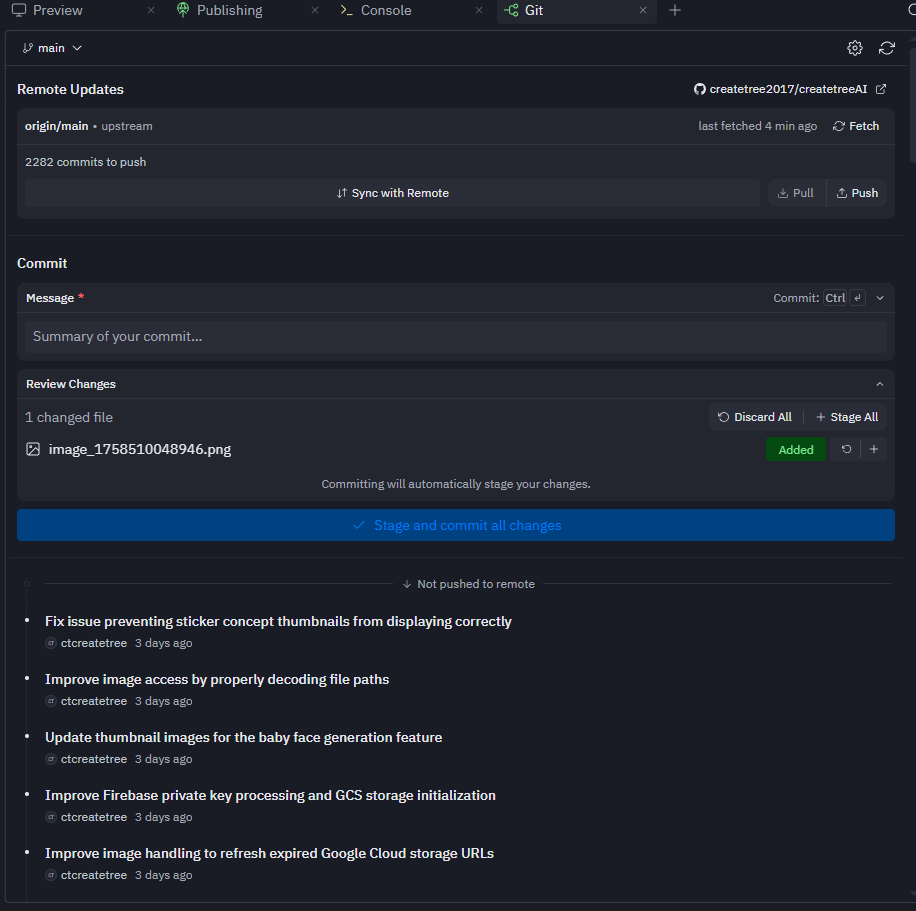 Preview
Publishing
Console
Git
main
Remote Updates
createtree2017/createtreeAI
origin/main • upstream
last fetched 4 min ago
Fetch
2282 commits to push
Sync with Remote
Pull
Push
Commit
Message *
Commit: Ctrl ↵
Summary of your commit...
Review Changes
1 changed file
Discard All
Stage All
image_1758510048946.png
Added
Committing will automatically stage your changes.
Stage and commit all changes
Not pushed to remote
Fix issue preventing sticker concept thumbnails from displaying correctly
cr ctcreatetree 3 days ago
Improve image access by properly decoding file paths
cr ctcreatetree 3 days ago
Update thumbnail images for the baby face generation feature
cr ctcreatetree 3 days ago
Improve Firebase private key processing and GCS storage initialization
cr ctcreatetree 3 days ago
Improve image handling to refresh expired Google Cloud storage URLs
cr ctcreatetree 3 days ago